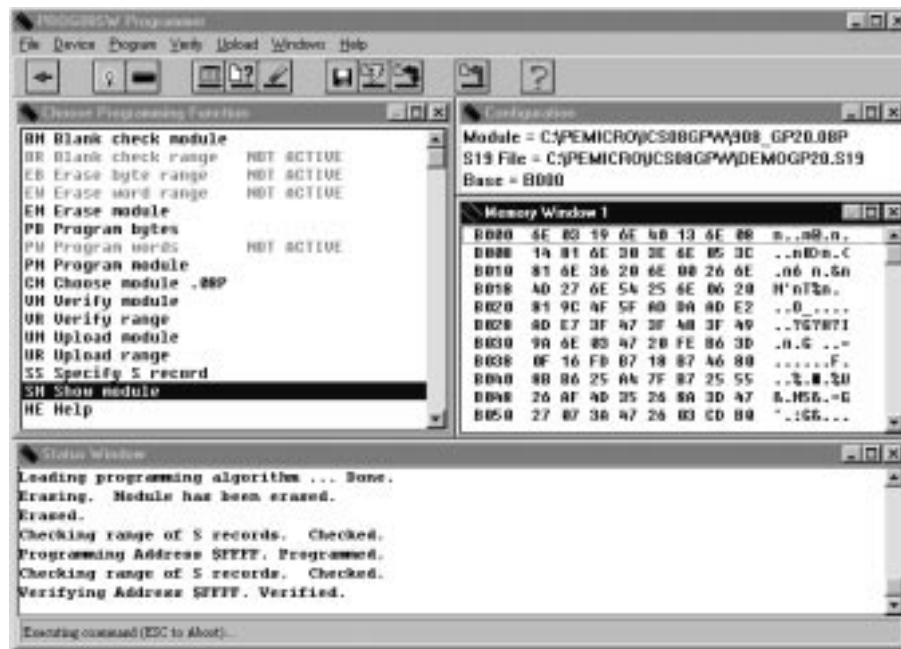 PROG08SW Programmer
File Device Program Verify Upload Windows Help
Choose Programming Function
BM Blank check module
BR Blank check range NOT ACTIVE
EB Erase byte range NOT ACTIVE
EW Erase word range NOT ACTIVE
EM Erase module
PB Program bytes
PW Program words NOT ACTIVE
PM Program module
CM Choose module .08P
VM Verify module
VR Verify range
UM Upload module
UR Upload range
SS Specify S record
SM Show module
HE Help
Configuration
Module = C:\PEMICRO\ICS08GPW\908_GP20.08P
S19 File = C:\PEMICRO\ICS08GPW\DEMOGP20.S19
Base = B000
Memory Window 1
B000 6E 03 19 6E 40 13 6E 08 n..n@.n.
B008 14 01 6E 30 3E 6E 05 3C
B010 81 6E 36 20 6E 00 26 6E .n6 n.&n
B018 4D 27 6E 54 25 6E 06 20 M'nT%n.
B020 81 9C 4F 5F AD DA AD E2 ..O_....
B028 AD E7 3F 47 3F 48 3F 49 ..?G?H?I
B030 9A 6E 03 47 20 FE B6 3D .n.G ..=
B038 0F 16 FD B7 18 B7 46 80 ......F.
B040 8B B6 25 A4 7F B7 25 55
B048 26 AF 4D 35 26 8A 3D 47
B050 27 07 3A 47 26 03 CD B0 '.:G&...
Status Window
Loading programming algorithm ... Done.
Erasing. Module has been erased.
Erased.
Checking range of S records. Checked.
Programming Address $FFFF. Programmed.
Checking range of S records. Checked.
Verifying Address $FFFF. Verified.
Executing command (ESC to Abort)...